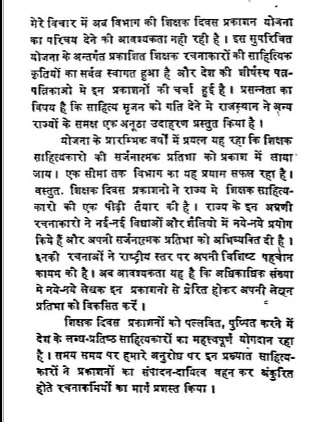 मेरे विचार में अब विभाग की शिक्षक दिवस प्रकाशन योजना
का परिचय देने की आवश्यकता नही रही है । इस सुपरिचित
योजना के अन्तर्गत प्रकाशित शिक्षक रचनाकारों की साहित्यिक
कृतियों का सर्वत्र स्वागत हुआ है और देश की शीर्षस्थ पत्र-
पत्रिकाओ मे इन प्रकाशनों की चर्चा हुई है । प्रसन्नता का
विषय है कि साहित्य सृजन को गति देने मे राजस्थान ने अन्य
राज्यों के समक्ष एक अनूठा उदाहरण प्रस्तुत किया है ।
योजना के प्रारम्भिक वर्षों में प्रयत्न यह रहा कि शिक्षक
साहित्यकारो की सर्जनात्मक प्रतिभा को प्रकाश में लाया
जाय । एक सीमा तक विभाग का यह प्रयास सफल रहा है ।
वस्तुत. शिक्षक दिवस प्रकाशनो ने राज्य मे शिक्षक साहित्य-
कारो की एक पीढ़ी तैयार की है । राज्य के इन अग्रणी
रचनाकारो ने नई-नई विधाओं और शैलियो में नये-नये प्रयोग
किये हैं और अपनी सर्जनात्मक प्रतिभा को अभिव्यक्ति दी है ।
इनकी रचनाओं ने राष्ट्रीय स्तर पर अपनी विशिष्ट पहचान
कायम की है । अब आवश्यकता यह है कि अधिकाधिक संख्या
मे नये-नये लेखक इन प्रकाशनो से प्रेरित होकर अपनी लेखन
प्रतिभा को विकसित करें ।
शिक्षक दिवस प्रकाशनों को पल्लवित, पुष्पित करने में
देश के लब्ध-प्रतिष्ठ साहित्यकारों का महत्त्वपूर्ण योगदान रहा
है । समय समय पर हमारे अनुरोध पर इन प्रख्यात साहित्य-
कारों ने प्रकाशनों का संपादन-दायित्व वहन कर अंकुरित
होते रचनाकर्मियों का मार्ग प्रशस्त किया ।